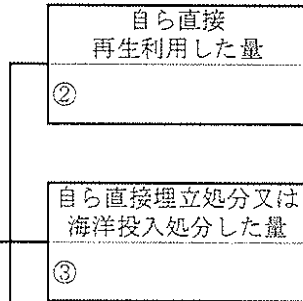 自ら直接
再生利用した量
②
自ら直接埋立処分又は
海洋投入処分した量
③